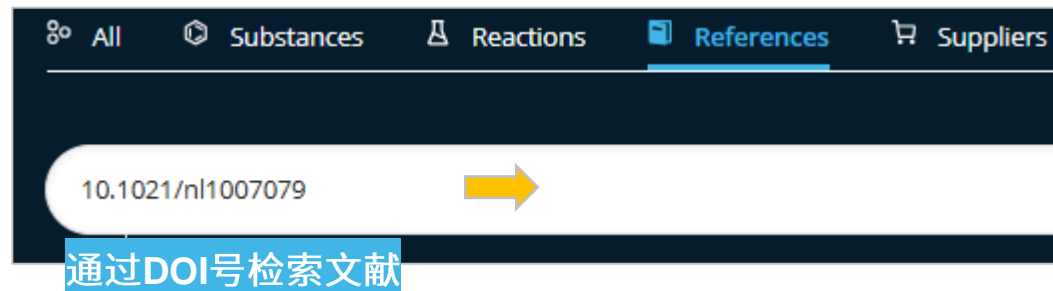 All Substances Reactions References Suppliers
10.1021/nl1007079
通过DOI号检索文献